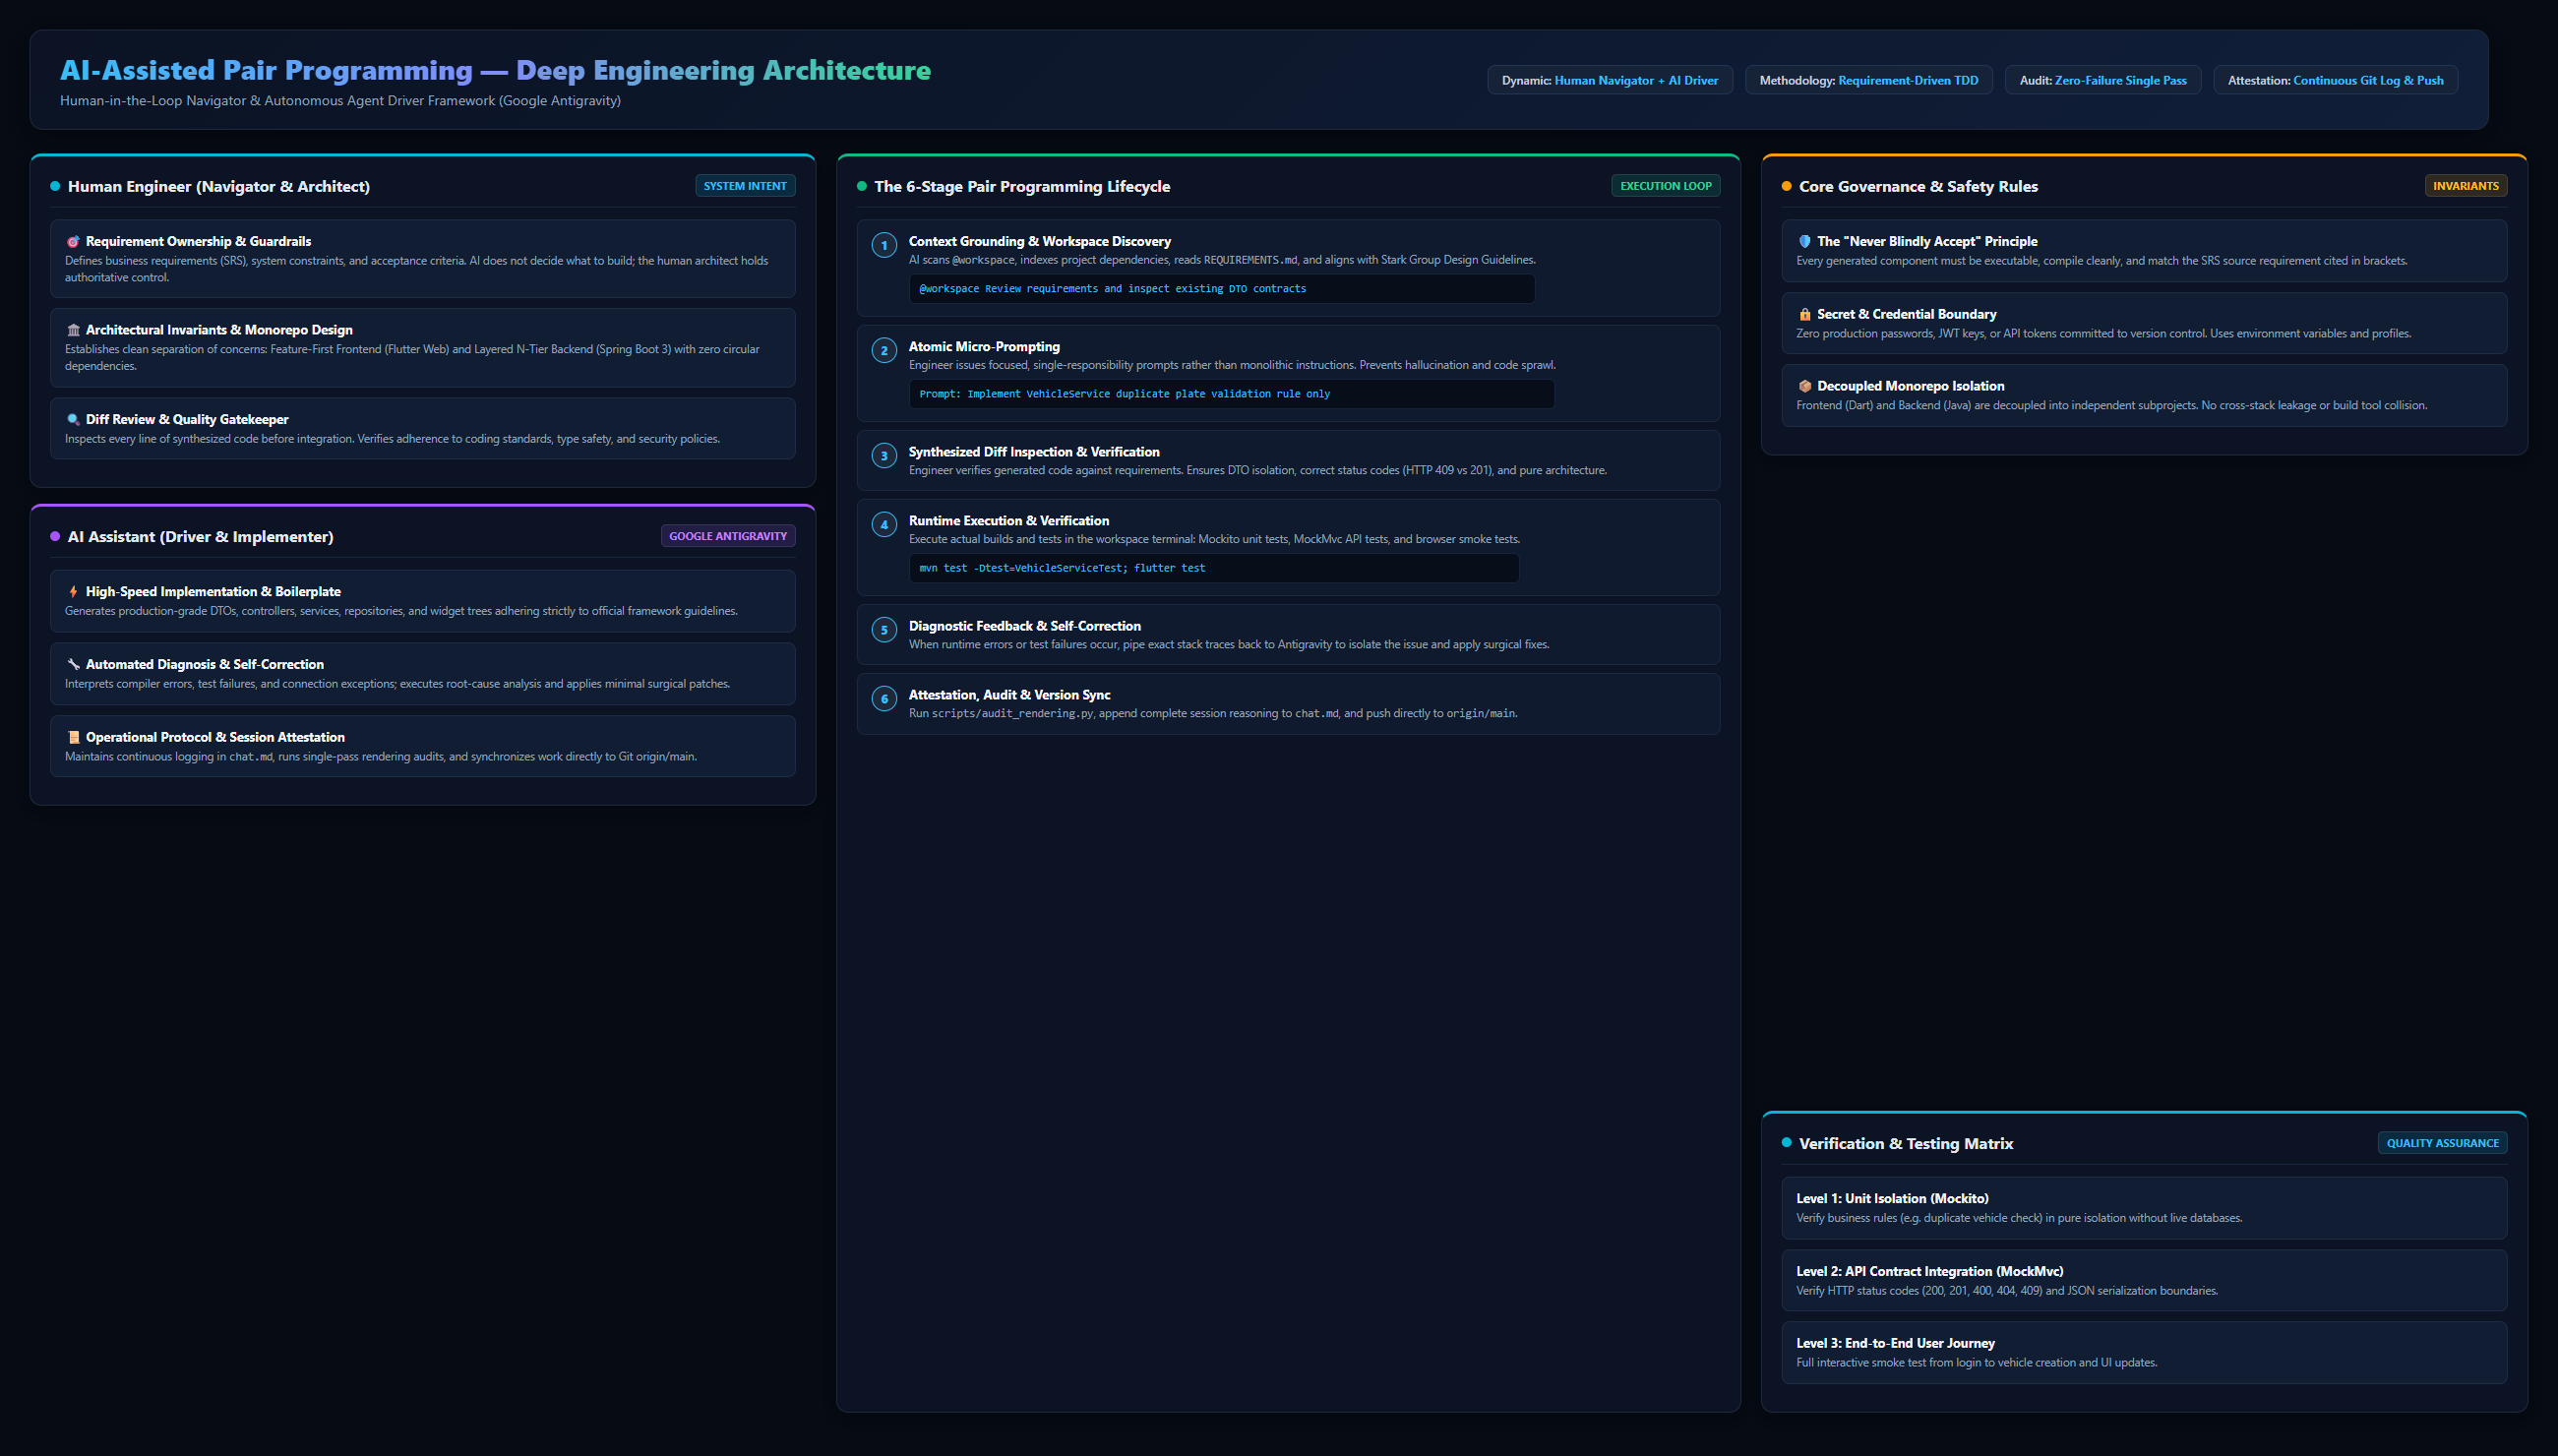 AI-Assisted Pair Programming — Deep Engineering Architecture
Human-in-the-Loop Navigator & Autonomous Agent Driver Framework (Google Antigravity)
Dynamic: Human Navigator + AI Driver
Methodology: Requirement-Driven TDD
Audit: Zero-Failure Single Pass
Attestation: Continuous Git Log & Push
Human Engineer (Navigator & Architect)
SYSTEM INTENT
🎯 Requirement Ownership & Guardrails
Defines business requirements (SRS), system constraints, and acceptance criteria. AI does not decide what to build; the human architect holds
authoritative control.
🏛️ Architectural Invariants & Monorepo Design
Establishes clean separation of concerns: Feature-First Frontend (Flutter Web) and Layered N-Tier Backend (Spring Boot 3) with zero circular
dependencies.
🔍 Diff Review & Quality Gatekeeper
Inspects every line of synthesized code before integration. Verifies adherence to coding standards, type safety, and security policies.
AI Assistant (Driver & Implementer)
GOOGLE ANTIGRAVITY
⚡ High-Speed Implementation & Boilerplate
Generates production-grade DTOs, controllers, services, repositories, and widget trees adhering strictly to official framework guidelines.
🔧 Automated Diagnosis & Self-Correction
Interprets compiler errors, test failures, and connection exceptions; executes root-cause analysis and applies minimal surgical patches.
📜 Operational Protocol & Session Attestation
Maintains continuous logging in chat.md, runs single-pass rendering audits, and synchronizes work directly to Git origin/main.
The 6-Stage Pair Programming Lifecycle
EXECUTION LOOP
1
Context Grounding & Workspace Discovery
AI scans @workspace, indexes project dependencies, reads REQUIREMENTS.md, and aligns with Stark Group Design Guidelines.
@workspace Review requirements and inspect existing DTO contracts
2
Atomic Micro-Prompting
Engineer issues focused, single-responsibility prompts rather than monolithic instructions. Prevents hallucination and code sprawl.
Prompt: Implement VehicleService duplicate plate validation rule only
3
Synthesized Diff Inspection & Verification
Engineer verifies generated code against requirements. Ensures DTO isolation, correct status codes (HTTP 409 vs 201), and pure architecture.
4
Runtime Execution & Verification
Execute actual builds and tests in the workspace terminal: Mockito unit tests, MockMvc API tests, and browser smoke tests.
mvn test -Dtest=VehicleServiceTest; flutter test
5
Diagnostic Feedback & Self-Correction
When runtime errors or test failures occur, pipe exact stack traces back to Antigravity to isolate the issue and apply surgical fixes.
6
Attestation, Audit & Version Sync
Run scripts/audit_rendering.py, append complete session reasoning to chat.md, and push directly to origin/main.
Core Governance & Safety Rules
INVARIANTS
🛡️ The "Never Blindly Accept" Principle
Every generated component must be executable, compile cleanly, and match the SRS source requirement cited in brackets.
🔒 Secret & Credential Boundary
Zero production passwords, JWT keys, or API tokens committed to version control. Uses environment variables and profiles.
📦 Decoupled Monorepo Isolation
Frontend (Dart) and Backend (Java) are decoupled into independent subprojects. No cross-stack leakage or build tool collision.
Verification & Testing Matrix
QUALITY ASSURANCE
Level 1: Unit Isolation (Mockito)
Verify business rules (e.g. duplicate vehicle check) in pure isolation without live databases.
Level 2: API Contract Integration (MockMvc)
Verify HTTP status codes (200, 201, 400, 404, 409) and JSON serialization boundaries.
Level 3: End-to-End User Journey
Full interactive smoke test from login to vehicle creation and UI updates.